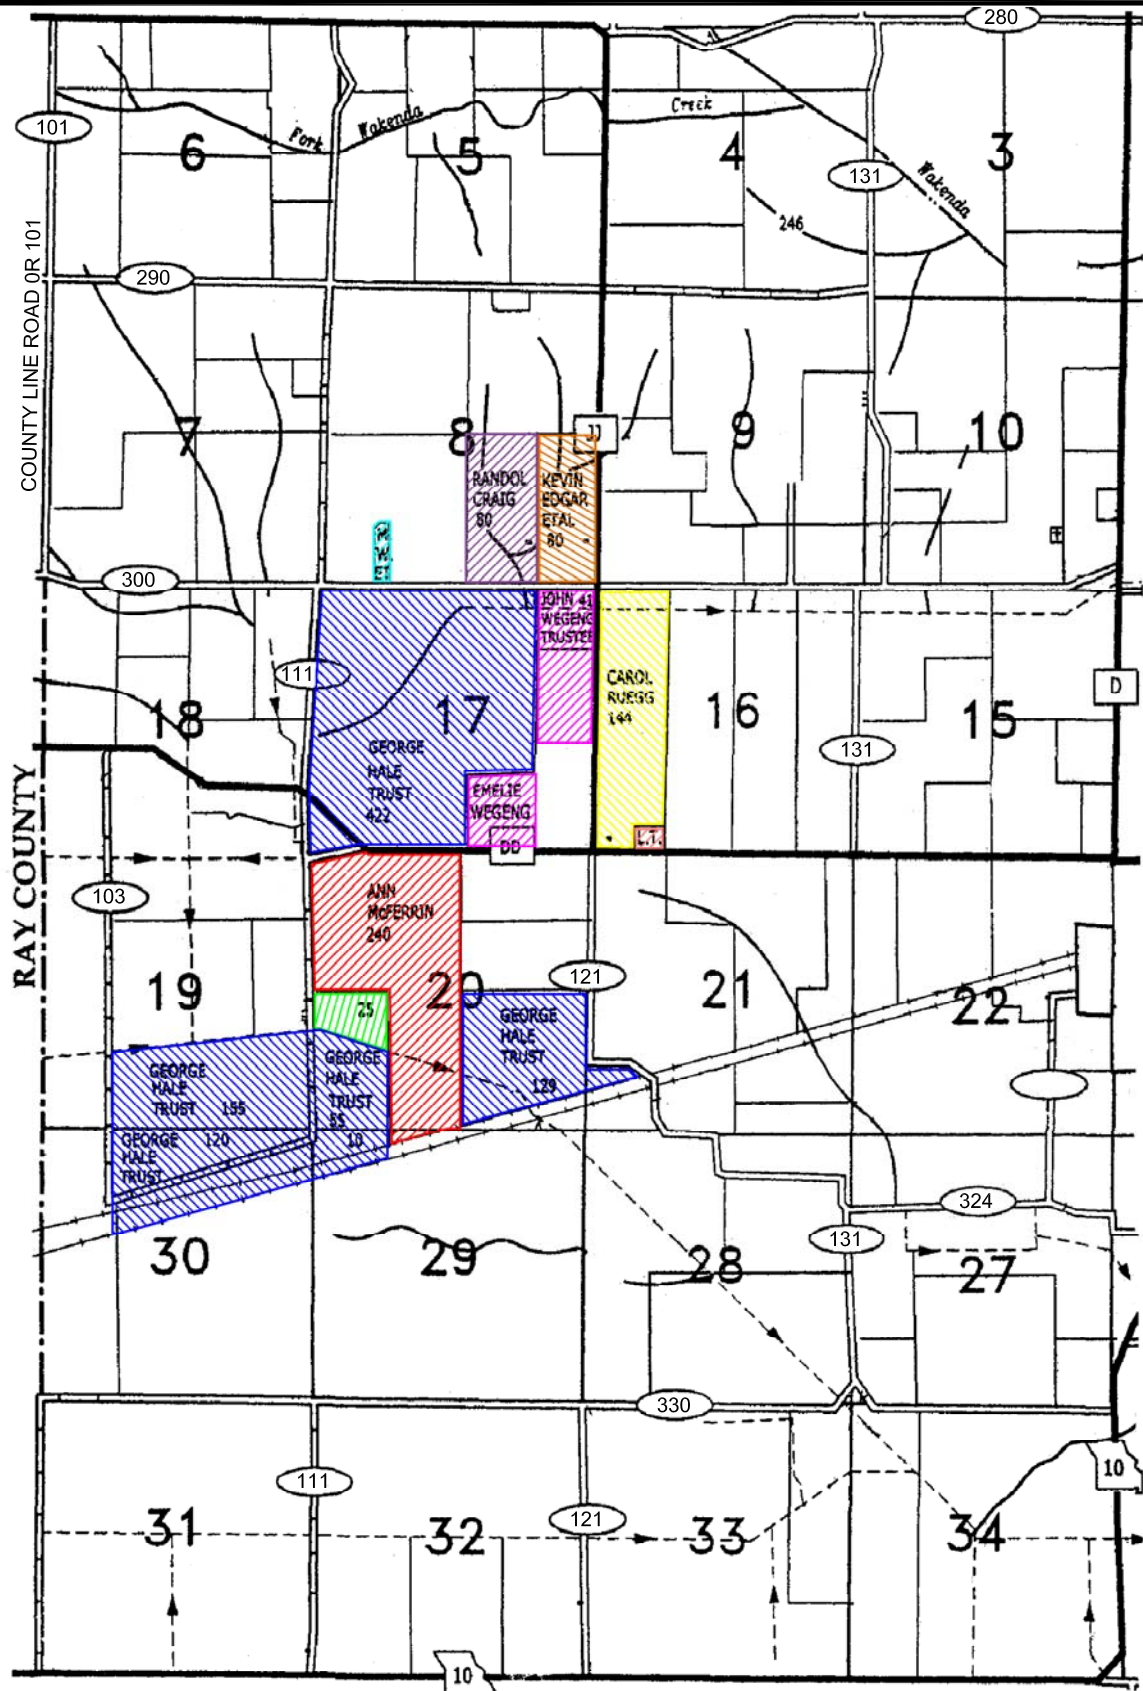 280
101
6
Fork
Wakenda
5
Creek
4
131
3
Wakenda
246
COUNTY LINE ROAD OR 101
290
7
8
JJ
9
10
RANDOL
CRAIG
80
KEVIN
EDGAR
ETAL
80
300
JOHN 41
WEGENG
TRUSTEE
111
18
17
CAROL
RUEGG
144
16
D
131
15
GEORGE
HALE
TRUST
422
EMELIE
WEGENG
DD
L.T.
RAY COUNTY
103
ANN
McFERRIN
240
19
20
121
21
22
25
GEORGE
HALE
TRUST
129
GEORGE
HALE
TRUST 155
GEORGE
HALE
TRUST
55
10
GEORGE 120
HALE
TRUST
324
131
30
29
28
27
330
111
10
121
31
32
33
34
10